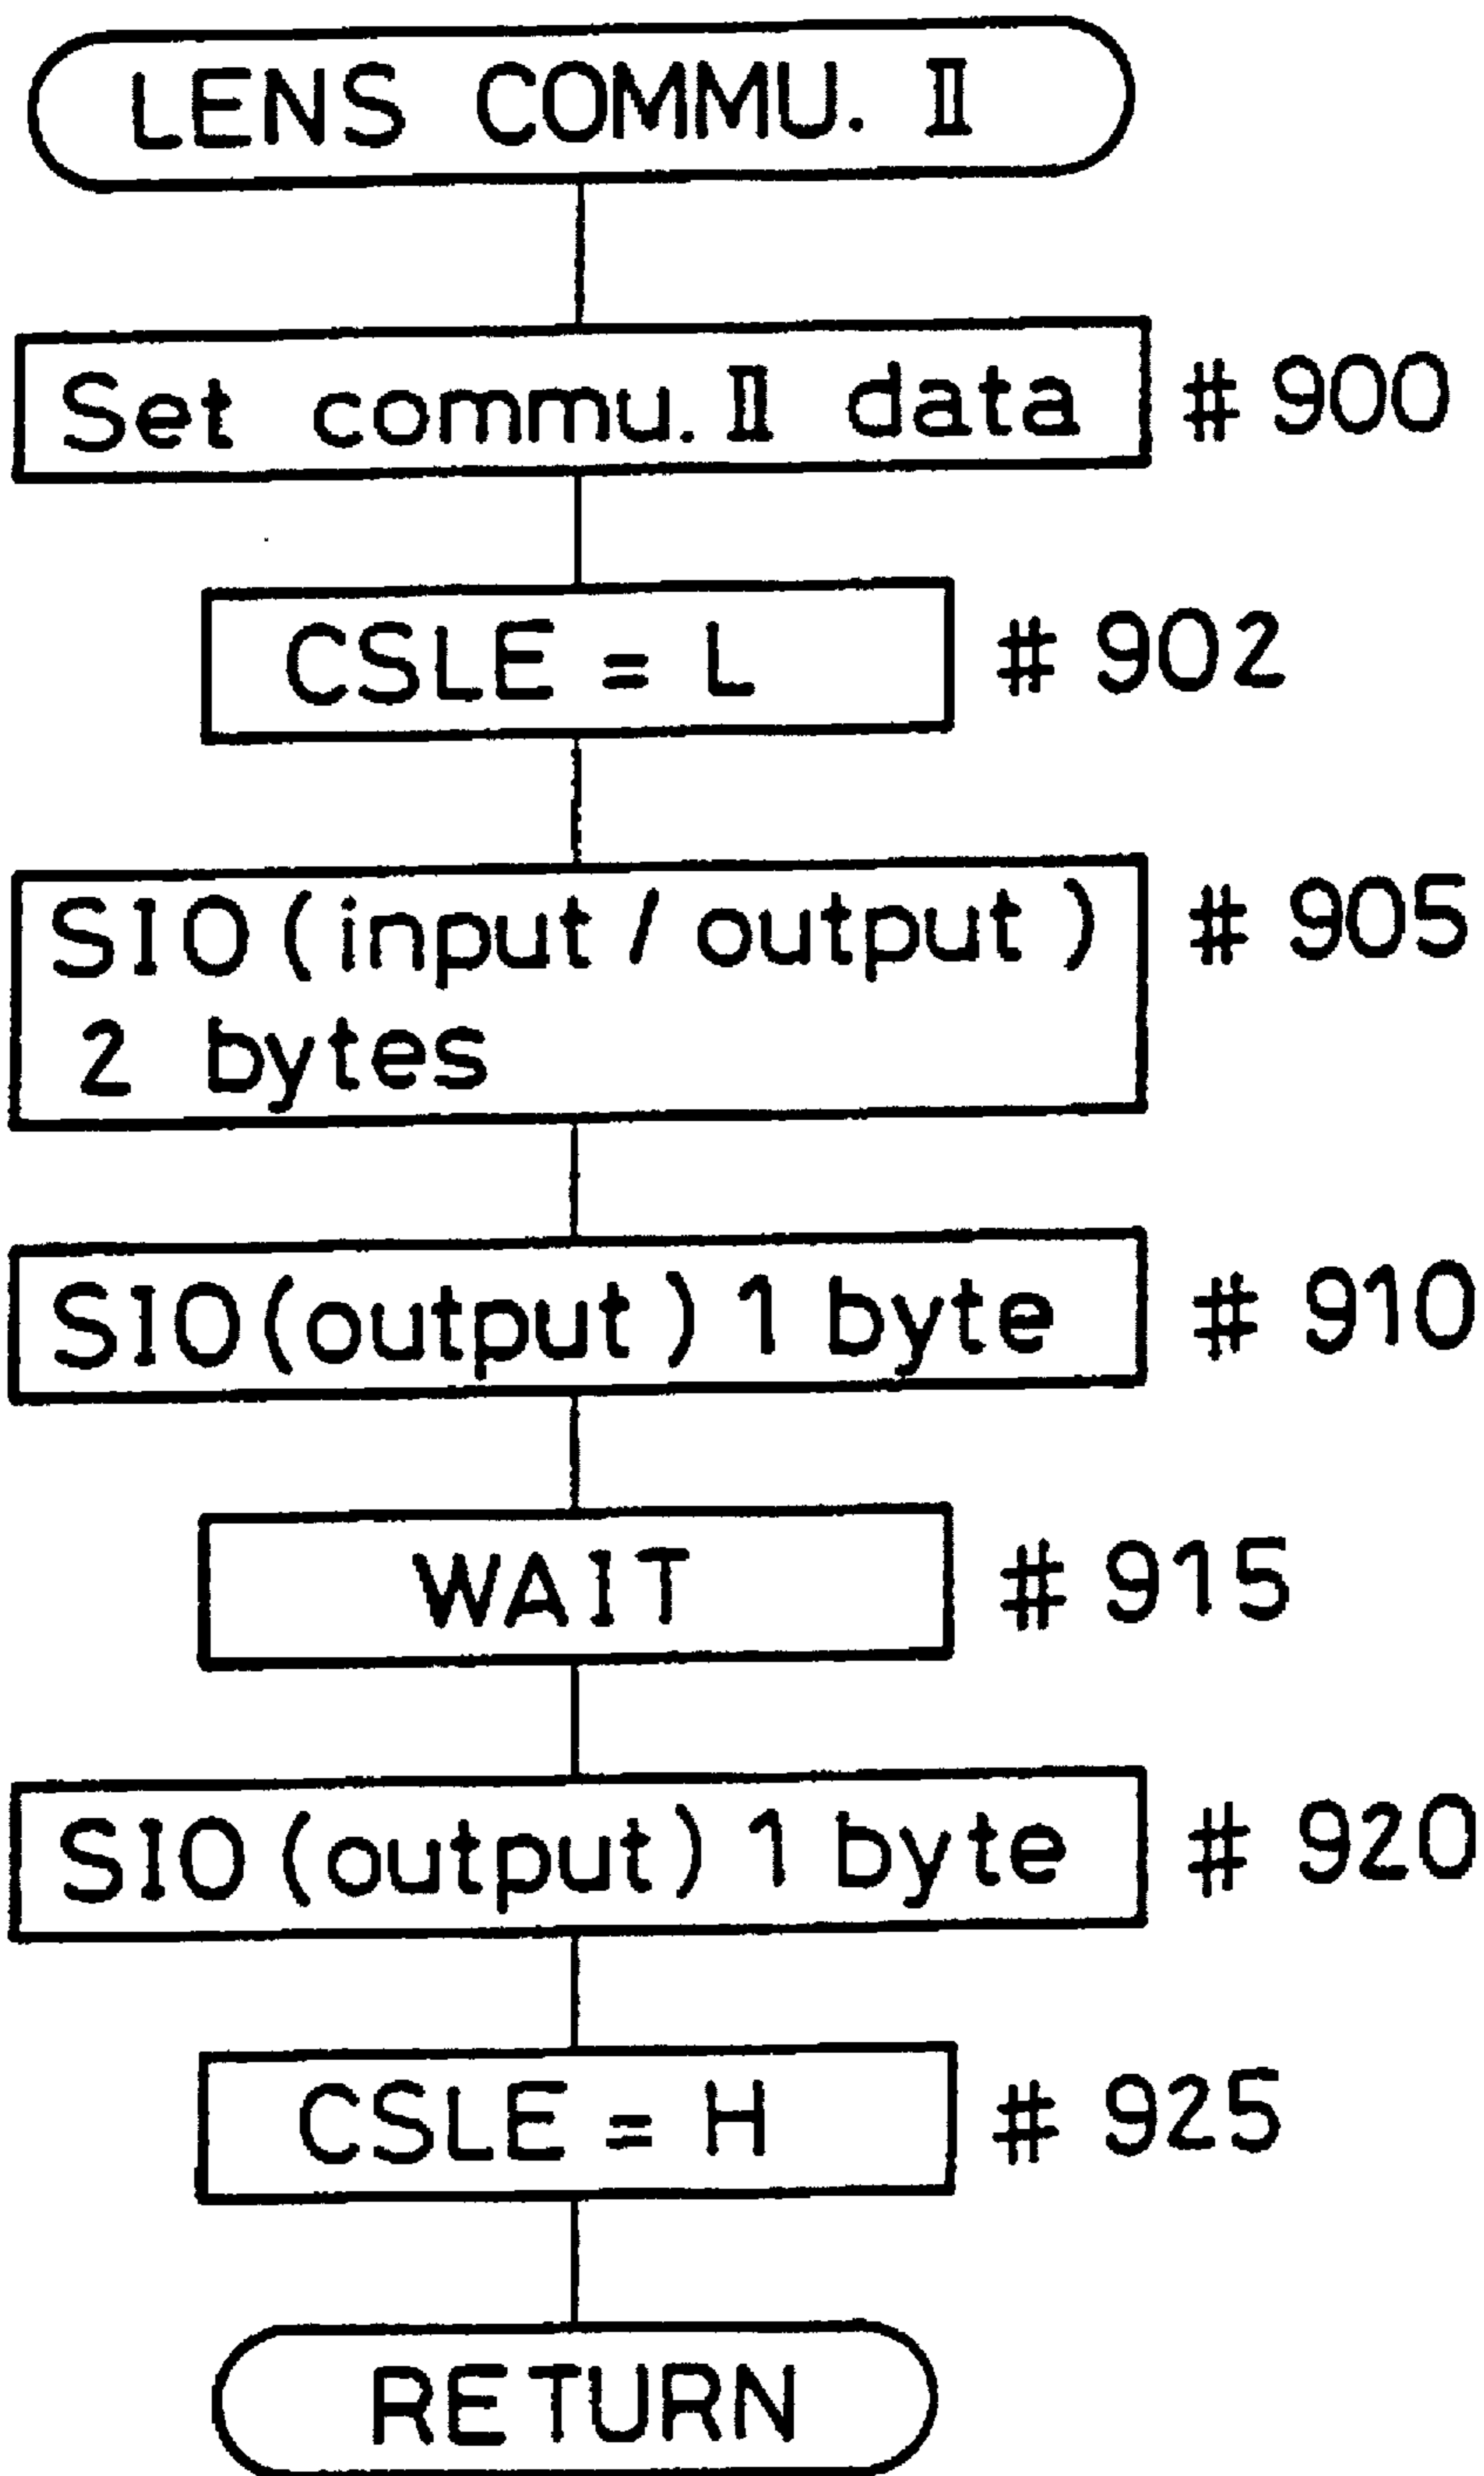 LENS COMMU. II
Set commu. II data #900
CSLE = L #902
SIO(input/output) #905
2 bytes
SIO(output) 1 byte #910
WAIT #915
SIO(output) 1 byte #920
CSLE = H #925
RETURN